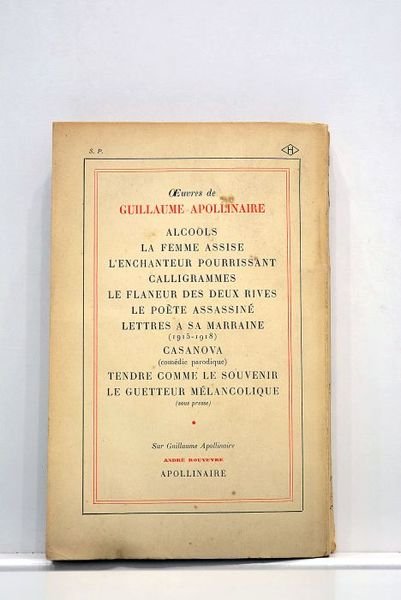 S. P.
H
Œuvres de
GUILLAUME APOLLINAIRE
ALCOOLS
LA FEMME ASSISE
L'ENCHANTEUR POURRISSANT
CALLIGRAMMES
LE FLANEUR DES DEUX RIVES
LE POÈTE ASSASSINÉ
LETTRES A SA MARRAINE
(1915-1918)
CASANOVA
(comédie parodique)
TENDRE COMME LE SOUVENIR
LE GUETTEUR MÉLANCOLIQUE
(sous presse)
Sur Guillaume Apollinaire
ANDRÉ ROUVEYRE
APOLLINAIRE